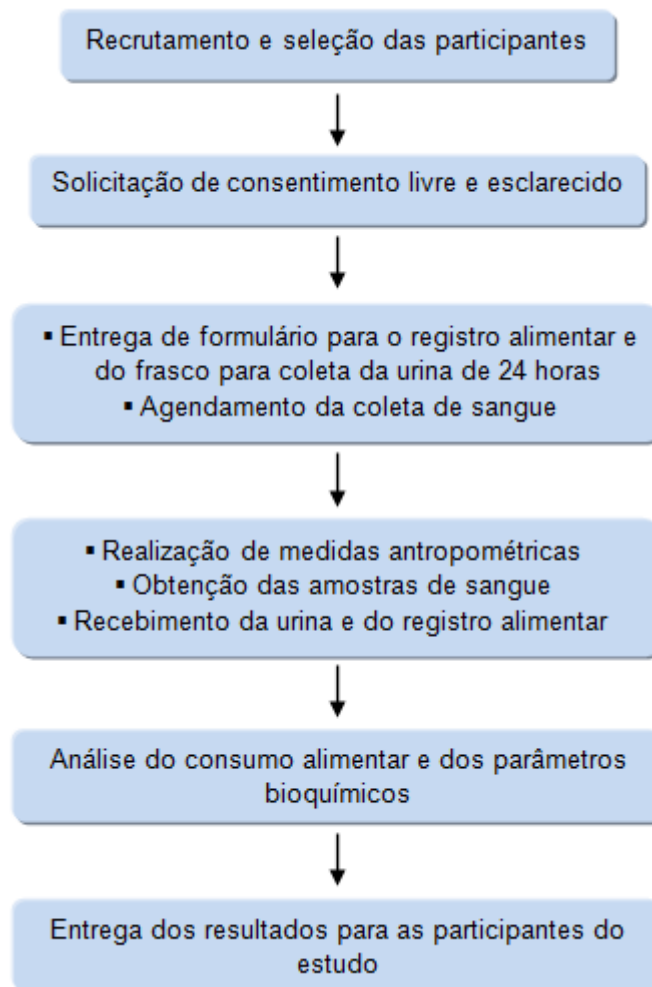 Recrutamento e seleção das participantes
Solicitação de consentimento livre e esclarecido
▪ Entrega de formulário para o registro alimentar e
do frasco para coleta da urina de 24 horas
▪ Agendamento da coleta de sangue
▪ Realização de medidas antropométricas
▪ Obtenção das amostras de sangue
▪ Recebimento da urina e do registro alimentar
Análise do consumo alimentar e dos parâmetros
bioquímicos
Entrega dos resultados para as participantes do
estudo